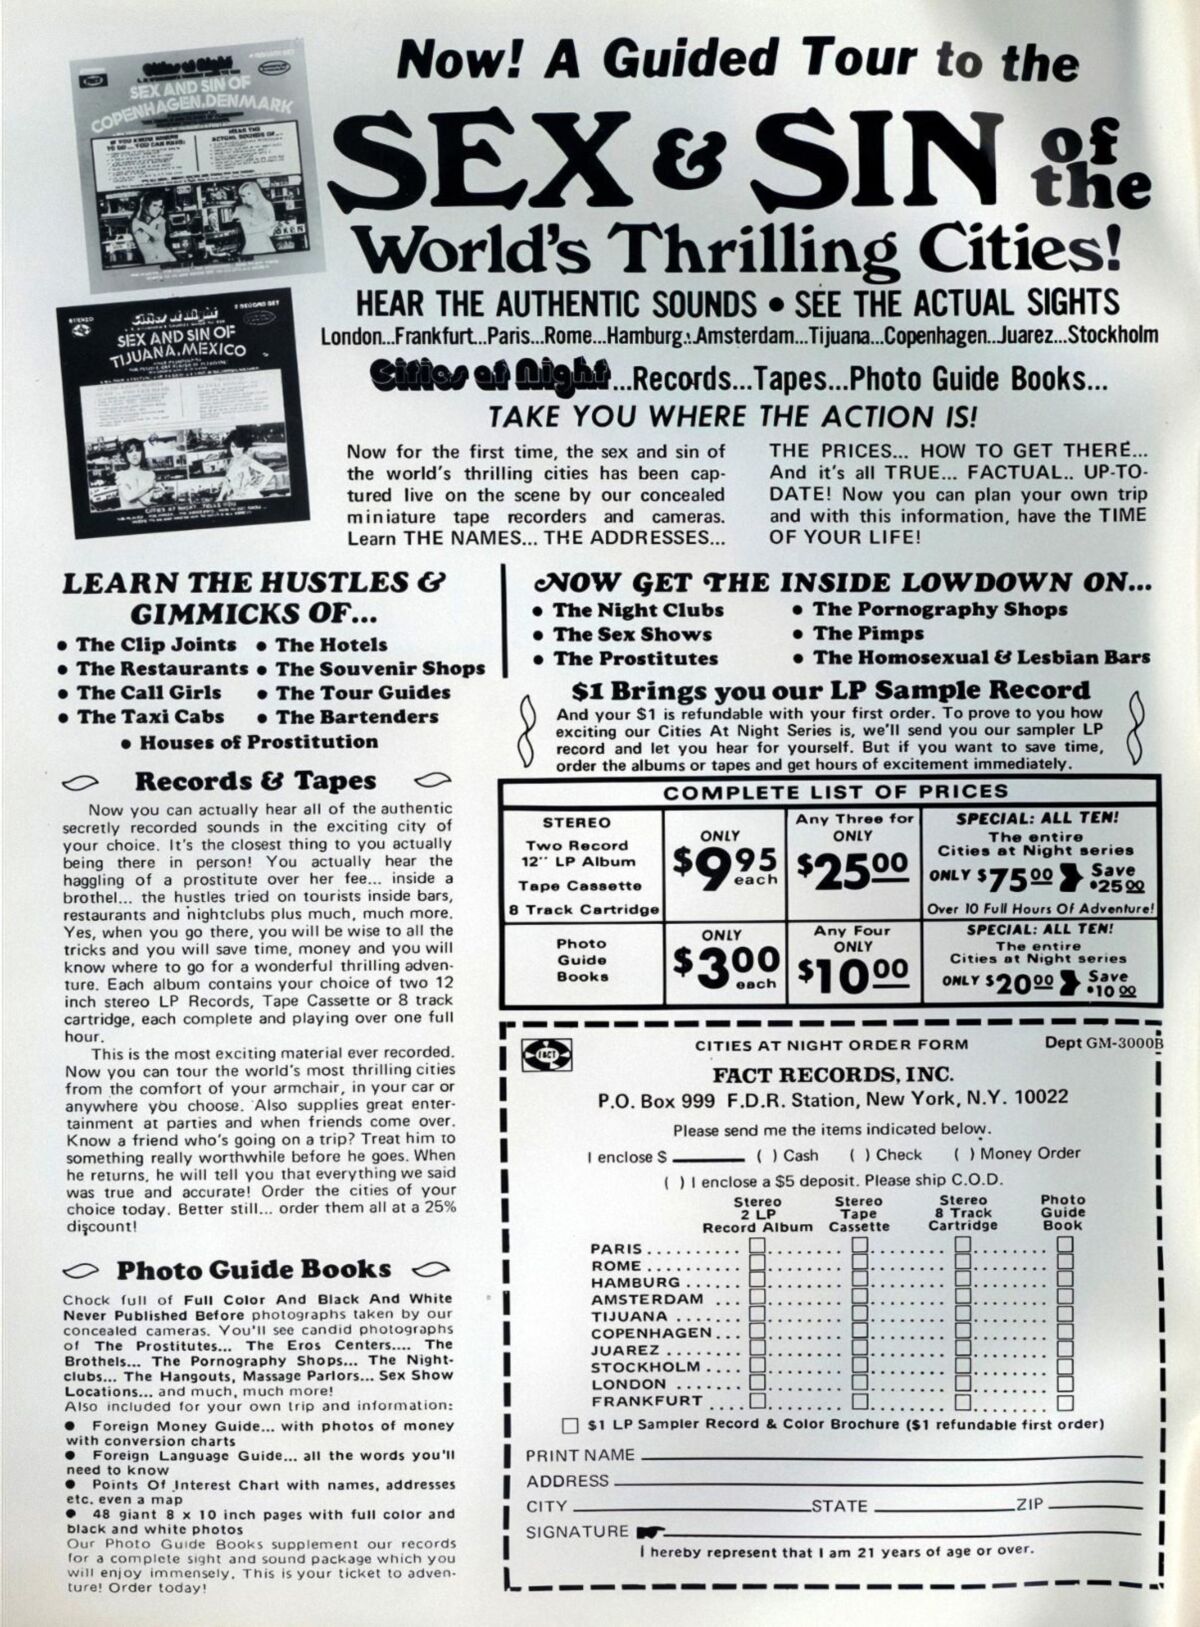 Now! A Guided Tour to the
SEX & SIN of the
World's Thrilling Cities!
HEAR THE AUTHENTIC SOUNDS • SEE THE ACTUAL SIGHTS
London...Frankfurt...Paris...Rome...Hamburg...Amsterdam...Tijuana...Copenhagen...Juarez...Stockholm
Cities at Night...Records...Tapes...Photo Guide Books...
TAKE YOU WHERE THE ACTION IS!
Cities at Night
SEX AND SIN OF
COPENHAGEN, DENMARK
STEREO
2 RECORD SET
Cities at Night
SEX AND SIN OF
TIJUANA, MEXICO
Now for the first time, the sex and sin of
the world's thrilling cities has been cap-
tured live on the scene by our concealed
miniature tape recorders and cameras.
Learn THE NAMES... THE ADDRESSES...
THE PRICES... HOW TO GET THERE...
And it's all TRUE... FACTUAL.. UP-TO-
DATE! Now you can plan your own trip
and with this information, have the TIME
OF YOUR LIFE!
LEARN THE HUSTLES &
GIMMICKS OF...
• The Clip Joints • The Hotels
• The Restaurants • The Souvenir Shops
• The Call Girls • The Tour Guides
• The Taxi Cabs • The Bartenders
• Houses of Prostitution
NOW GET THE INSIDE LOWDOWN ON...
• The Night Clubs • The Pornography Shops
• The Sex Shows • The Pimps
• The Prostitutes • The Homosexual & Lesbian Bars
$1 Brings you our LP Sample Record
And your $1 is refundable with your first order. To prove to you how
exciting our Cities At Night Series is, we'll send you our sampler LP
record and let you hear for yourself. But if you want to save time,
order the albums or tapes and get hours of excitement immediately.
Records & Tapes
Now you can actually hear all of the authentic
secretly recorded sounds in the exciting city of
your choice. It's the closest thing to you actually
being there in person! You actually hear the
haggling of a prostitute over her fee... inside a
brothel... the hustles tried on tourists inside bars,
restaurants and nightclubs plus much, much more.
Yes, when you go there, you will be wise to all the
tricks and you will save time, money and you will
know where to go for a wonderful thrilling adven-
ture. Each album contains your choice of two 12
inch stereo LP Records, Tape Cassette or 8 track
cartridge, each complete and playing over one full
hour.
This is the most exciting material ever recorded.
Now you can tour the world's most thrilling cities
from the comfort of your armchair, in your car or
anywhere you choose. Also supplies great enter-
tainment at parties and when friends come over.
Know a friend who's going on a trip? Treat him to
something really worthwhile before he goes. When
he returns, he will tell you that everything we said
was true and accurate! Order the cities of your
choice today. Better still... order them all at a 25%
discount!
Photo Guide Books
Chock full of Full Color And Black And White
Never Published Before photographs taken by our
concealed cameras. You'll see candid photographs
of The Prostitutes... The Eros Centers.... The
Brothels... The Pornography Shops... The Night-
clubs... The Hangouts, Massage Parlors... Sex Show
Locations... and much, much more!
Also included for your own trip and information:
• Foreign Money Guide... with photos of money
with conversion charts
• Foreign Language Guide... all the words you'll
need to know
• Points Of Interest Chart with names, addresses
etc. even a map
• 48 giant 8 x 10 inch pages with full color and
black and white photos
Our Photo Guide Books supplement our records
for a complete sight and sound package which you
will enjoy immensely. This is your ticket to adven-
ture! Order today!
COMPLETE LIST OF PRICES
STEREO
Two Record
12" LP Album
Tape Cassette
8 Track Cartridge
ONLY
$9.95
each
Any Three for
ONLY
$25.00
SPECIAL: ALL TEN!
The entire
Cities at Night series
ONLY $75.00 Save $25.00
Over 10 Full Hours Of Adventure!
Photo
Guide
Books
ONLY
$3.00
each
Any Four
ONLY
$10.00
SPECIAL: ALL TEN!
The entire
Cities at Night series
ONLY $20.00 Save $10.00
FACT
CITIES AT NIGHT ORDER FORM Dept GM-3000B
FACT RECORDS, INC.
P.O. Box 999 F.D.R. Station, New York, N.Y. 10022
Please send me the items indicated below.
I enclose $ ( ) Cash ( ) Check ( ) Money Order
( ) I enclose a $5 deposit. Please ship C.O.D.
Stereo Stereo Stereo Photo
2 LP Tape 8 Track Guide
Record Album Cassette Cartridge Book
PARIS
ROME
HAMBURG
AMSTERDAM
TIJUANA
COPENHAGEN
JUAREZ
STOCKHOLM
LONDON
FRANKFURT
$1 LP Sampler Record & Color Brochure ($1 refundable first order)
PRINT NAME
ADDRESS
CITY STATE ZIP
SIGNATURE
I hereby represent that I am 21 years of age or over.